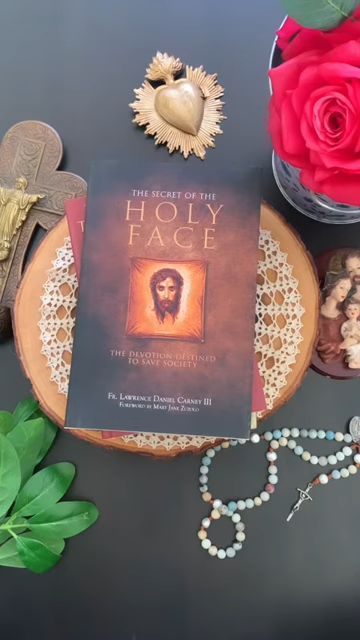 THE SECRET OF THE
HOLY
FACE
THE DEVOTION DESTINED
TO SAVE SOCIETY
FR. LAWRENCE DANIEL CARNEY III
FOREWORD BY MARY JANE ZUZOLO